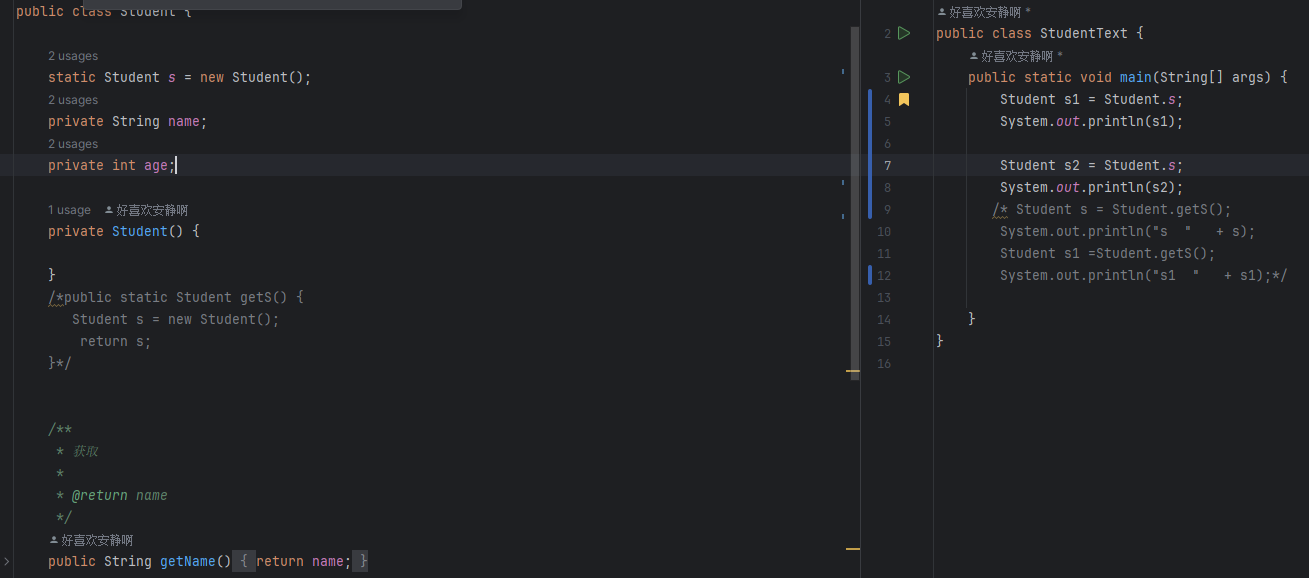 public class Student {
2 usages
static Student s = new Student();
2 usages
private String name;
2 usages
private int age;
1 usage 好喜欢安静啊
private Student() {
}
/*public static Student getS() {
Student s = new Student();
return s;
}*/
/**
* 获取
*
* @return name
*/
好喜欢安静啊
public String getName() { return name; }
好喜欢安静啊 *
2 public class StudentText {
好喜欢安静啊 *
3 public static void main(String[] args) {
4 Student s1 = Student.s;
5 System.out.println(s1);
6
7 Student s2 = Student.s;
8 System.out.println(s2);
9 /* Student s = Student.getS();
10 System.out.println("s  "   + s);
11 Student s1 =Student.getS();
12 System.out.println("s1  "   + s1);*/
13
14 }
15 }
16